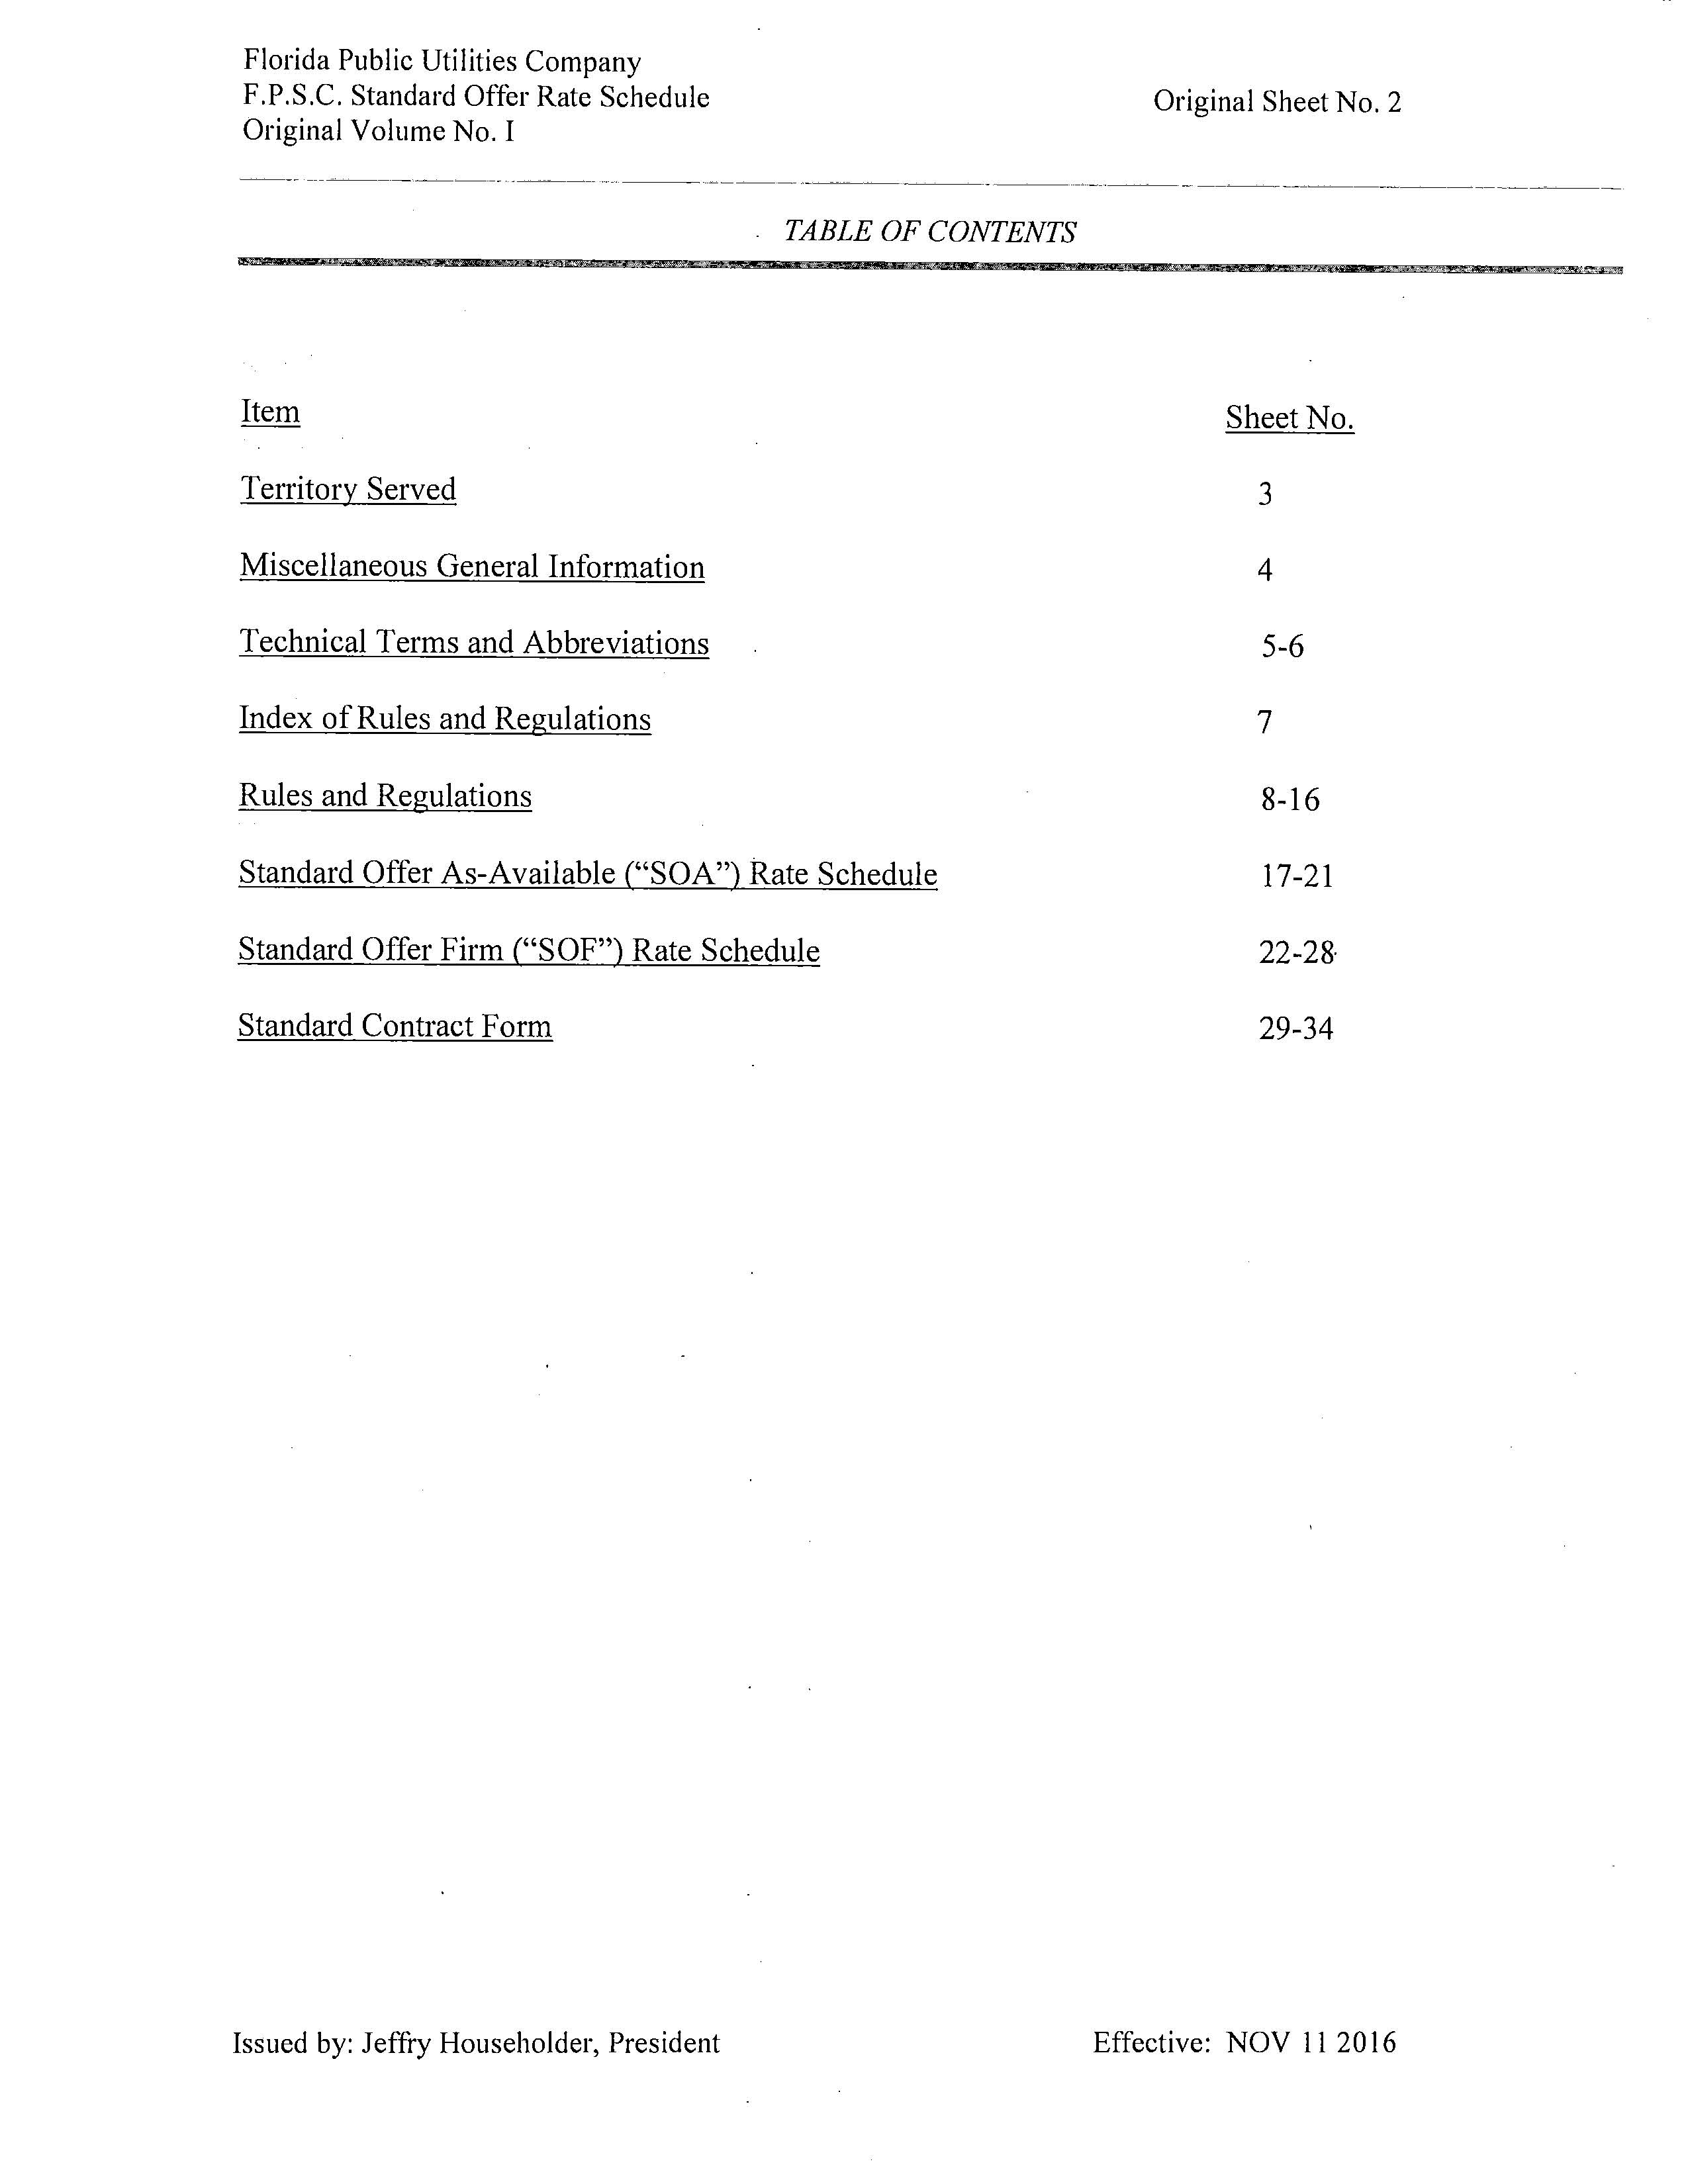 Florida Public Utilities Company
F.P.S.C. Standard Offer Rate Schedule
Original Sheet No. 2
Original Volume No. I
TABLE OF CONTENTS
Item Sheet No.
Territory Served 3
Miscellaneous General Information 4
Technical Terms and Abbreviations 5-6
Index of Rules and Regulations 7
Rules and Regulations 8-16
Standard Offer As-Available (“SOA”) Rate Schedule 17-21
Standard Offer Firm (“SOF”) Rate Schedule 22-28
Standard Contract Form 29-34
Issued by: Jeffry Householder, President Effective: NOV 11 2016